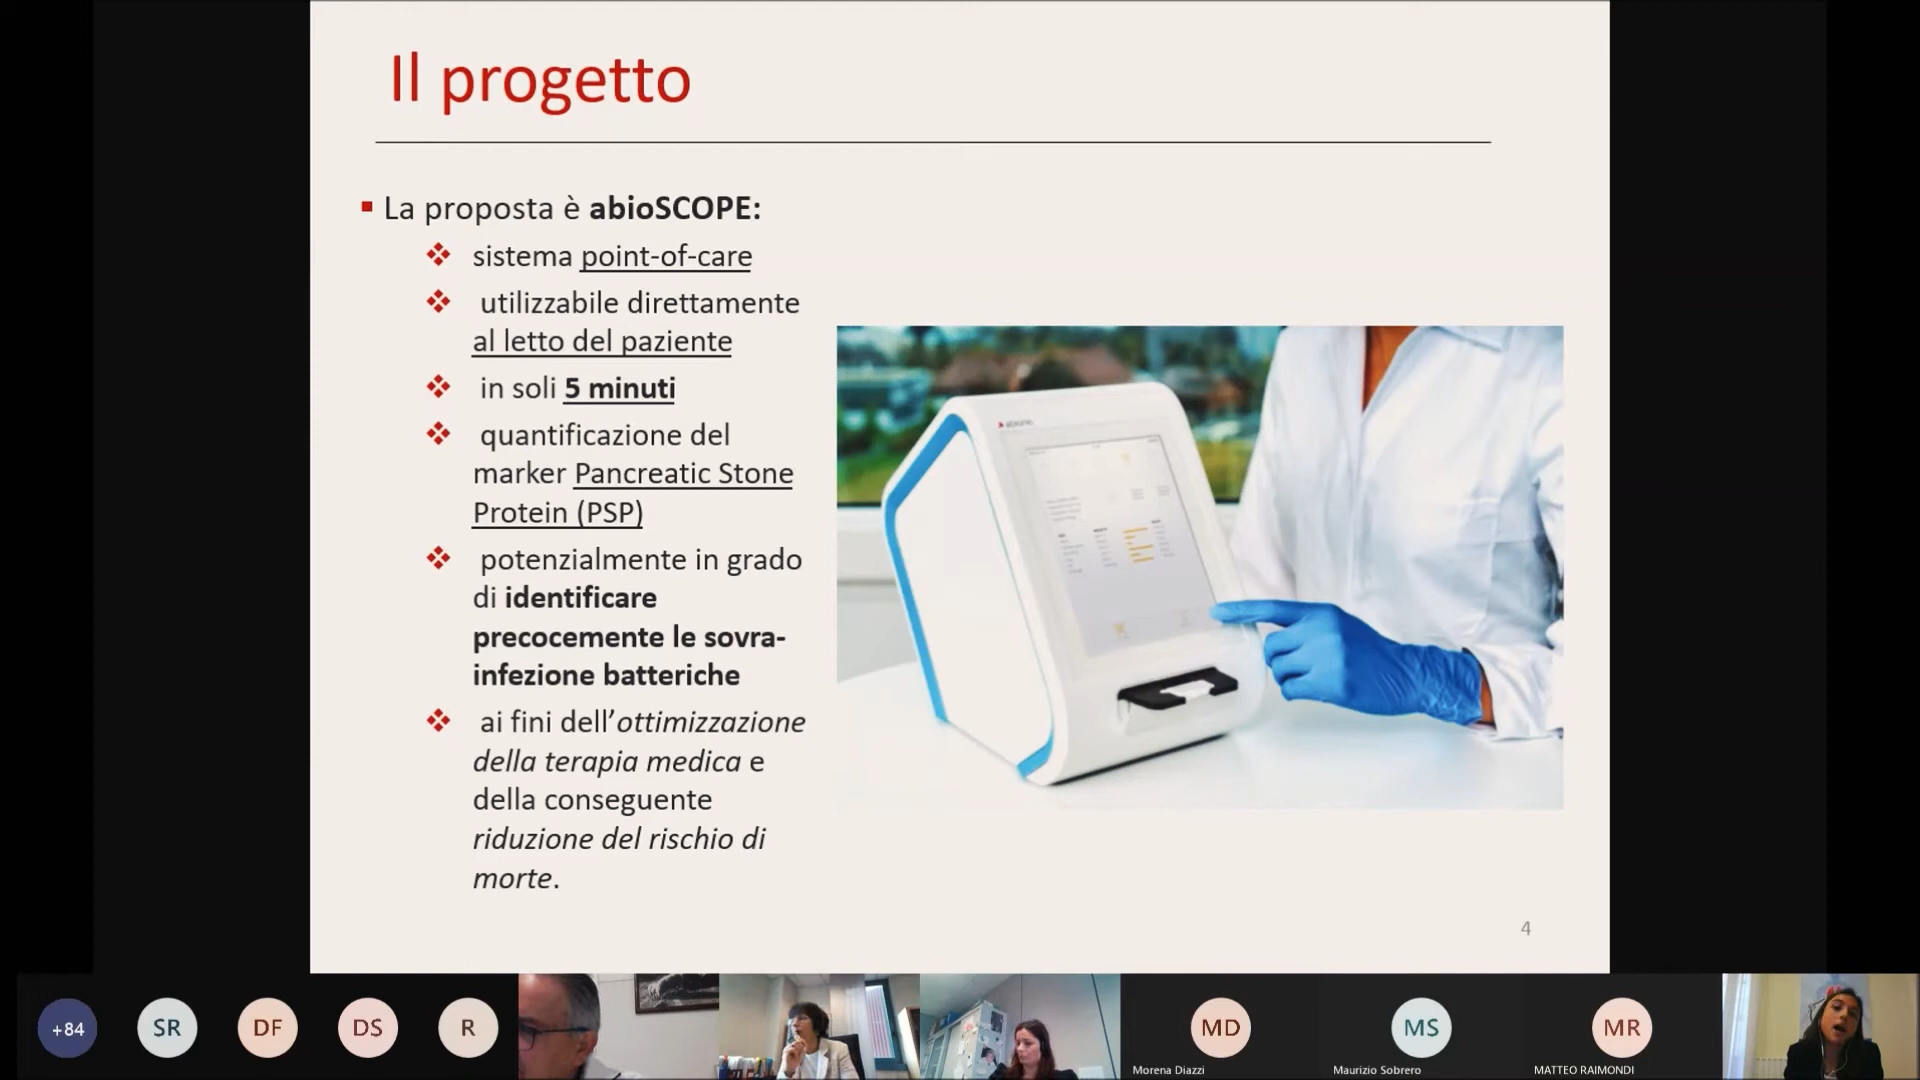 Il progetto
La proposta è abioSCOPE:
sistema point-of-care
utilizzabile direttamente
al letto del paziente
in soli 5 minuti
quantificazione del
marker Pancreatic Stone
Protein (PSP)
potenzialmente in grado
di identificare
precocemente le sovra-
infezione batteriche
ai fini dell'ottimizzazione
della terapia medica e
della conseguente
riduzione del rischio di
morte.
4
+84
SR
DF
DS
R
MD
MS
MR
Morena Diazzi
Maurizio Sobrero
MATTEO RAIMONDI